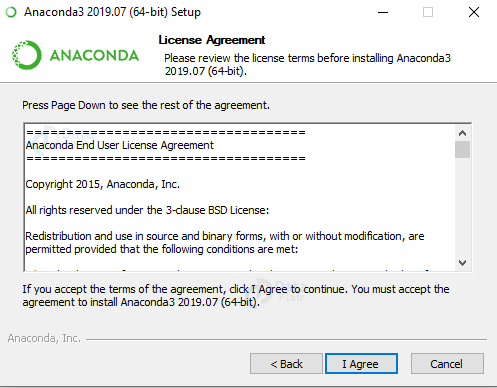 Anaconda3 2019.07 (64-bit) Setup
License Agreement
Please review the license terms before installing Anaconda3
2019.07 (64-bit).
ANACONDA
Press Page Down to see the rest of the agreement.
=====================================
Anaconda End User License Agreement
=====================================
Copyright 2015, Anaconda, Inc.
All rights reserved under the 3-clause BSD License:
Redistribution and use in source and binary forms, with or without modification, are
permitted provided that the following conditions are met:
If you accept the terms of the agreement, click I Agree to continue. You must accept the
agreement to install Anaconda3 2019.07 (64-bit).
Anaconda, Inc.
< Back
I Agree
Cancel